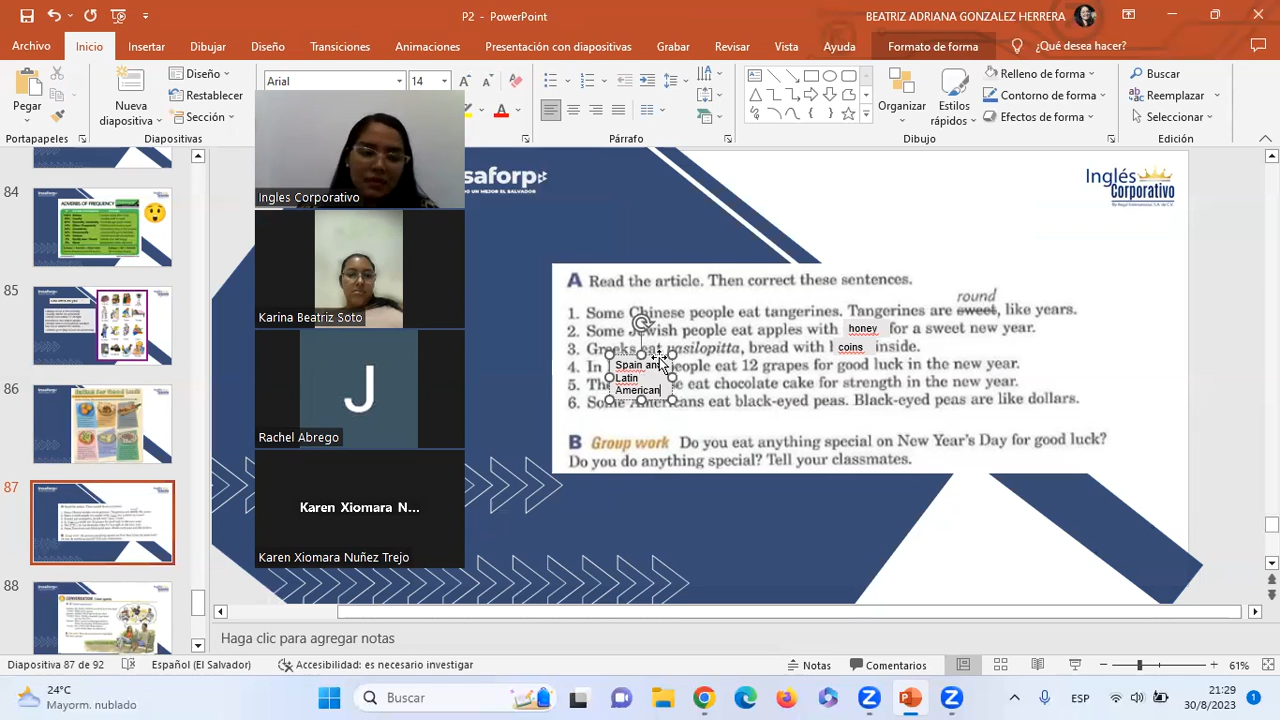 P2 - PowerPoint
BEATRIZ ADRIANA GONZALEZ HERRERA
Archivo Inicio Insertar Dibujar Diseño Transiciones Animaciones Presentación con diapositivas Grabar Revisar Vista Ayuda Formato de forma ¿Qué desea hacer?
Pegar
Portapapeles
Nueva
diapositiva
Diseño
Restablecer
Sección
Diapositivas
Arial 14
Párrafo
Organizar
Estilos
rápidos
Relleno de forma
Contorno de forma
Efectos de forma
Dibujo
Buscar
Reemplazar
Seleccionar
Edición
84
ADVERBS OF FREQUENCY
85
86
87
88
Ingles Corporativo
Karina Beatriz Soto
J
Rachel Abrego
Karen Xiomara N...
Karen Xiomara Nuñez Trejo
saforp
Inglés
Corporativo
A Read the article. Then correct these sentences.
round
1. Some Chinese people eat tangerines. Tangerines are sweet, like years.
2. Some Jewish people eat apples with honey for a sweet new year.
3. Greeks eat vasilopitta, bread with coins inside.
4. In people eat 12 grapes for good luck in the new year.
Spain and
Latin
American
5. eat chocolate cake for strength in the new year.
6. Some Americans eat black-eyed peas. Black-eyed peas are like dollars.
B Group work Do you eat anything special on New Year's Day for good luck?
Do you do anything special? Tell your classmates.
Haga clic para agregar notas
Diapositiva 87 de 92 Español (El Salvador) Accesibilidad: es necesario investigar Notas Comentarios 61%
24°C
Mayorm. nublado
Buscar
ESP
21:29
30/8/2023
1